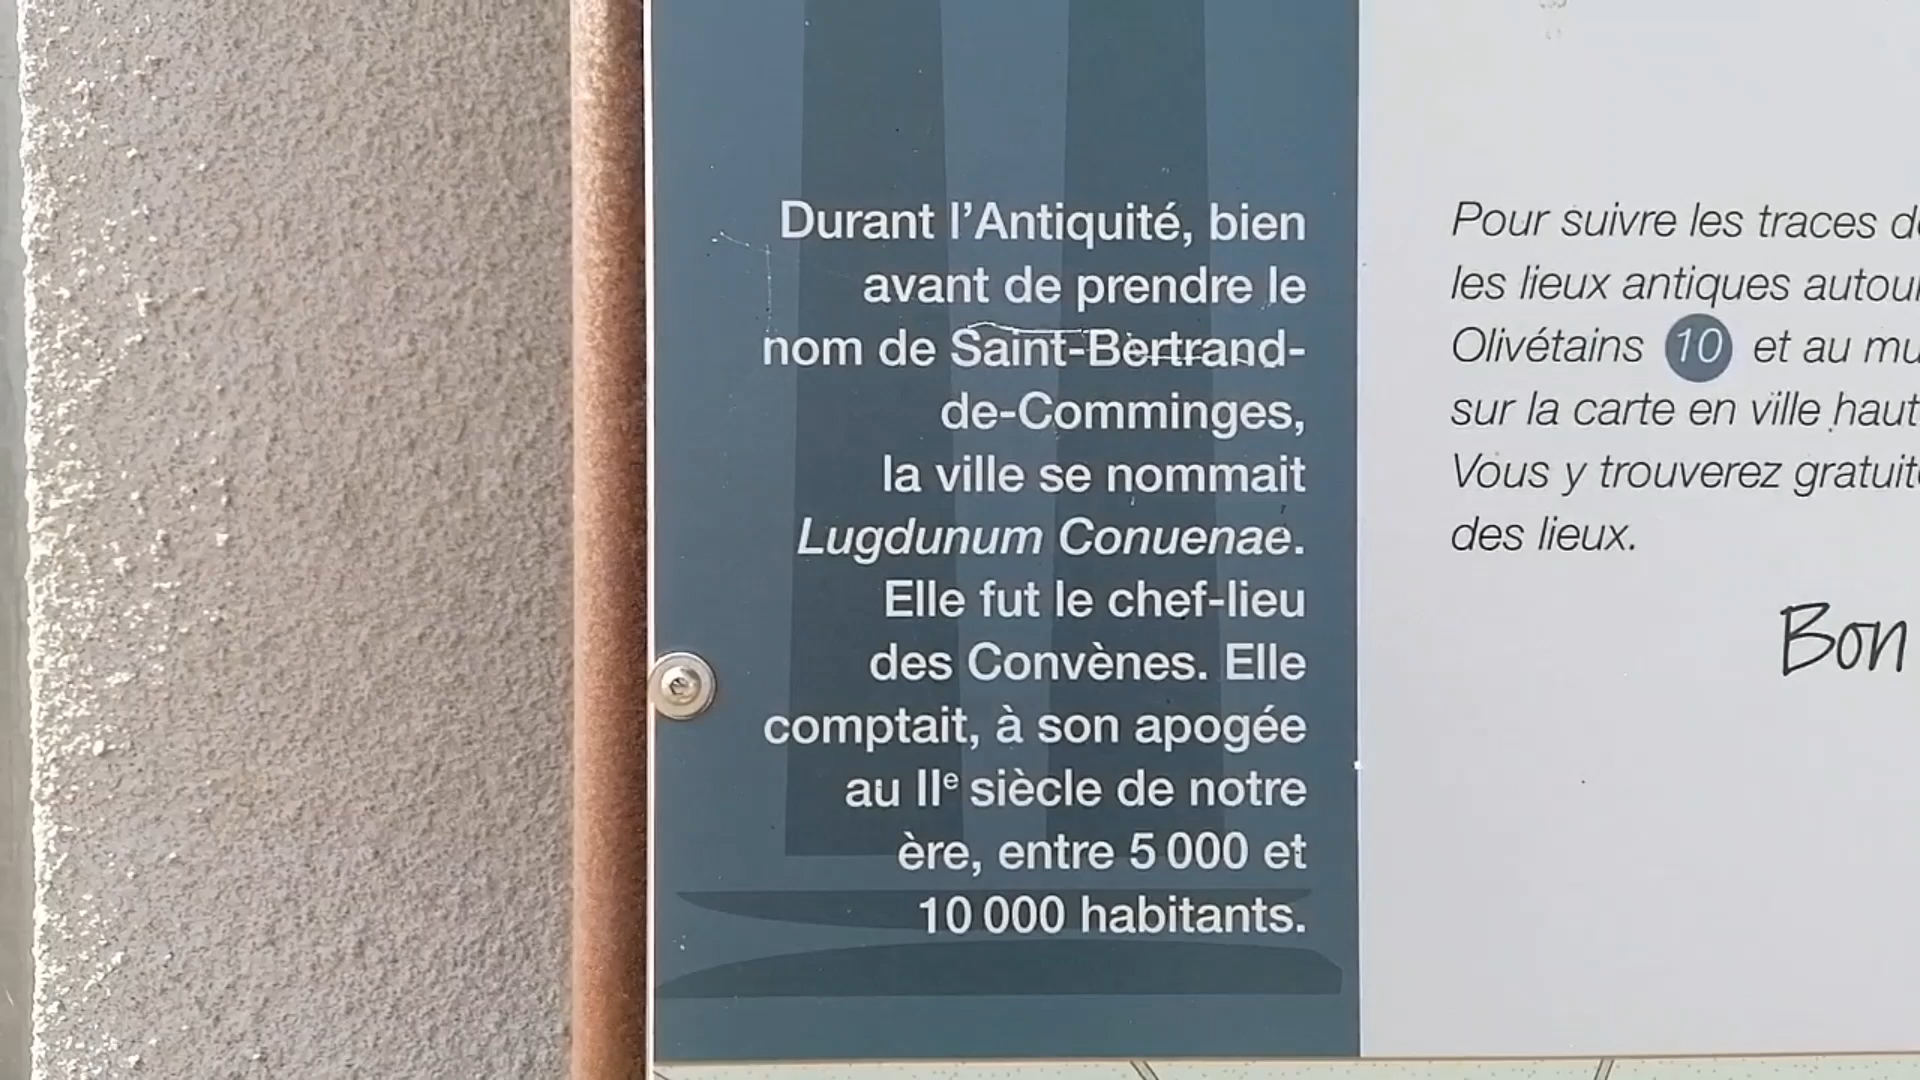 Durant l'Antiquité, bien
avant de prendre le
nom de Saint-Bertrand-
de-Comminges,
la ville se nommait
Lugdunum Conuenae.
Elle fut le chef-lieu
des Convènes. Elle
comptait, à son apogée
au IIe siècle de notre
ère, entre 5 000 et
10 000 habitants.
Pour suivre les traces
les lieux antiques
Olivétains 10 et au
sur la carte en ville
Vous y trouverez
des lieux.
Bon